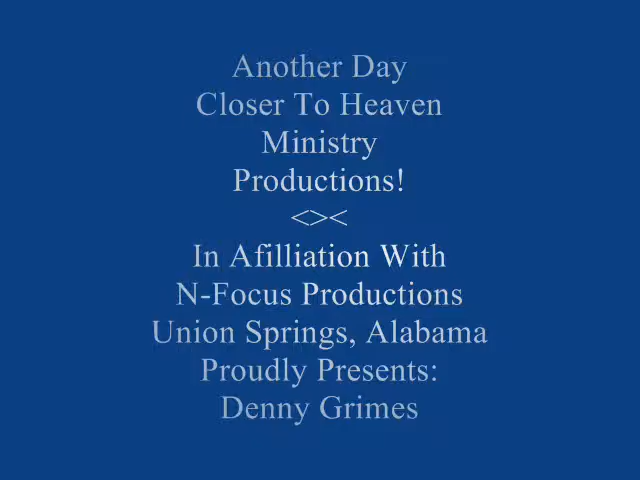 Another Day
Closer To Heaven
Ministry
Productions!
<><
In Afilliation With
N-Focus Productions
Union Springs, Alabama
Proudly Presents:
Denny Grimes